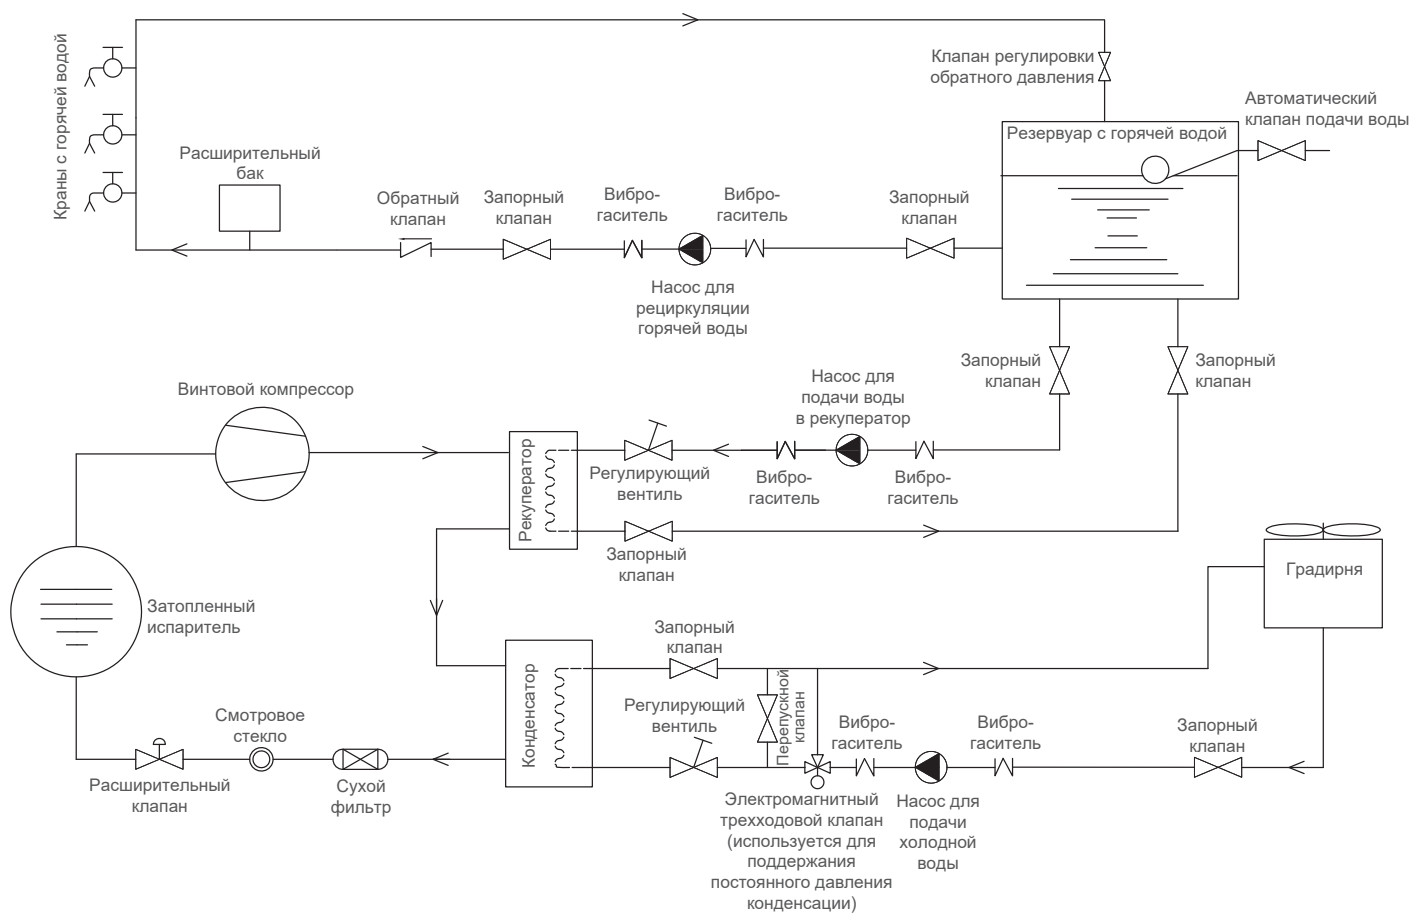 Краны с горячей водой
Клапан регулировки
обратного давления
Автоматический
клапан подачи воды
Резервуар с горячей водой
Расширительный
бак
Обратный
клапан
Запорный
клапан
Вибро-
гаситель
Вибро-
гаситель
Запорный
клапан
Насос для
рециркуляции
горячей воды
Запорный
клапан
Запорный
клапан
Винтовой компрессор
Насос для
подачи воды
в рекуператор
Рекуператор
Регулирующий
вентиль
Вибро-
гаситель
Вибро-
гаситель
Запорный
клапан
Градирня
Затопленный
испаритель
Запорный
клапан
Конденсатор
Регулирующий
вентиль
Перепускной
клапан
Вибро-
гаситель
Вибро-
гаситель
Запорный
клапан
Смотровое
стекло
Расширительный
клапан
Сухой
фильтр
Электромагнитный
трехходовой клапан
(используется для
поддержания
постоянного давления
конденсации)
Насос для
подачи
холодной
воды